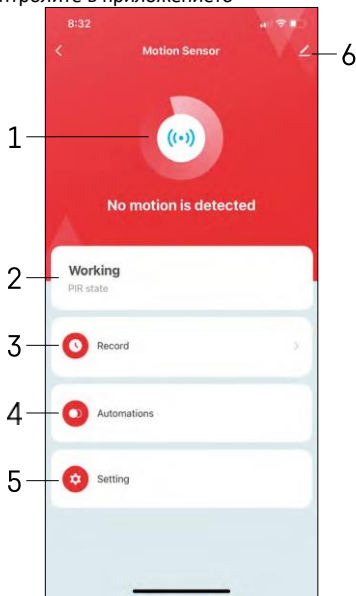 8:32
Motion Sensor
6
1
No motion is detected
2
Working
PIR state
3
Record
4
Automations
5
Setting